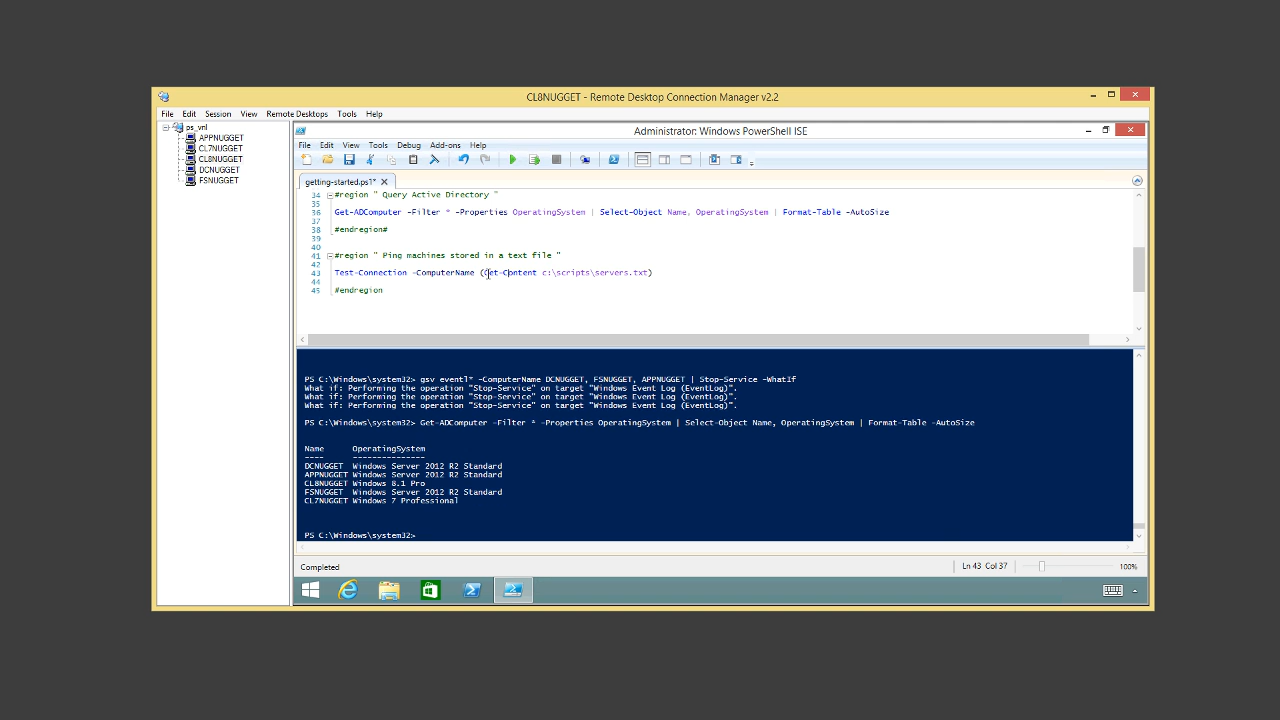 CL8NUGGET - Remote Desktop Connection Manager v2.2
File Edit Session View Remote Desktops Tools Help
ps_vnl
APPNUGGET
CL7NUGGET
CL8NUGGET
DCNUGGET
FSNUGGET
Administrator: Windows PowerShell ISE
File Edit View Tools Debug Add-ons Help
getting-started.ps1*
34 #region " Query Active Directory "
35
36 Get-ADComputer -Filter * -Properties OperatingSystem | Select-Object Name, OperatingSystem | Format-Table -AutoSize
37
38 #endregion#
39
40
41 #region " Ping machines stored in a text file "
42
43 Test-Connection -ComputerName (Get-Content c:\scripts\servers.txt)
44
45 #endregion
PS C:\Windows\system32> gsv eventl* -ComputerName DCNUGGET, FSNUGGET, APPNUGGET | Stop-Service -WhatIf
What if: Performing the operation "Stop-Service" on target "Windows Event Log (EventLog)".
What if: Performing the operation "Stop-Service" on target "Windows Event Log (EventLog)".
What if: Performing the operation "Stop-Service" on target "Windows Event Log (EventLog)".
PS C:\Windows\system32> Get-ADComputer -Filter * -Properties OperatingSystem | Select-Object Name, OperatingSystem | Format-Table -AutoSize
Name OperatingSystem
---- ---------------
DCNUGGET Windows Server 2012 R2 Standard
APPNUGGET Windows Server 2012 R2 Standard
CL8NUGGET Windows 8.1 Pro
FSNUGGET Windows Server 2012 R2 Standard
CL7NUGGET Windows 7 Professional
PS C:\Windows\system32>
Completed
Ln 43 Col 37
100%